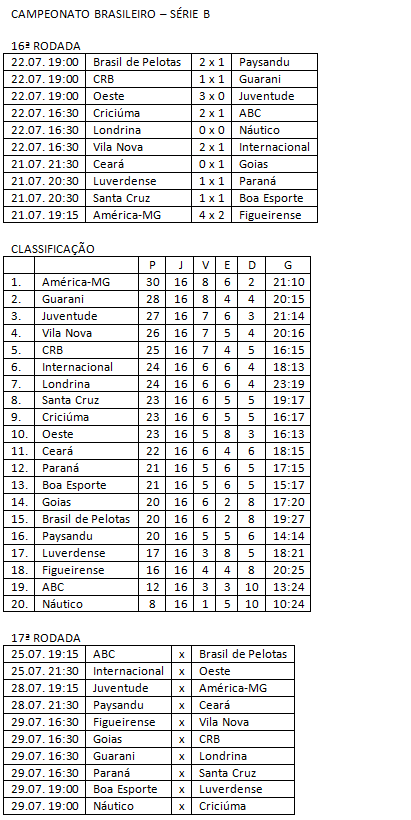 CAMPEONATO BRASILEIRO – SÉRIE B
16ª RODADA
22.07. 19:00 Brasil de Pelotas 2 x 1 Paysandu
22.07. 19:00 CRB 1 x 1 Guarani
22.07. 19:00 Oeste 3 x 0 Juventude
22.07. 16:30 Criciúma 2 x 1 ABC
22.07. 16:30 Londrina 0 x 0 Náutico
22.07. 16:30 Vila Nova 2 x 1 Internacional
21.07. 21:30 Ceará 0 x 1 Goias
21.07. 20:30 Luverdense 1 x 1 Paraná
21.07. 20:30 Santa Cruz 1 x 1 Boa Esporte
21.07. 19:15 América-MG 4 x 2 Figueirense
CLASSIFICAÇÃO
P J V E D G
1. América-MG 30 16 8 6 2 21:10
2. Guarani 28 16 8 4 4 20:15
3. Juventude 27 16 7 6 3 21:14
4. Vila Nova 26 16 7 5 4 20:16
5. CRB 25 16 7 4 5 16:15
6. Internacional 24 16 6 6 4 18:13
7. Londrina 24 16 6 6 4 23:19
8. Santa Cruz 23 16 6 5 5 19:17
9. Criciúma 23 16 6 5 5 16:17
10. Oeste 23 16 5 8 3 16:13
11. Ceará 22 16 6 4 6 18:15
12. Paraná 21 16 5 6 5 17:15
13. Boa Esporte 21 16 5 6 5 15:17
14. Goias 20 16 6 2 8 17:20
15. Brasil de Pelotas 20 16 6 2 8 19:27
16. Paysandu 20 16 5 5 6 14:14
17. Luverdense 17 16 3 8 5 18:21
18. Figueirense 16 16 4 4 8 20:25
19. ABC 12 16 3 3 10 13:24
20. Náutico 8 16 1 5 10 10:24
17ª RODADA
25.07. 19:15 ABC x Brasil de Pelotas
25.07. 21:30 Internacional x Oeste
28.07. 19:15 Juventude x América-MG
28.07. 21:30 Paysandu x Ceará
29.07. 16:30 Figueirense x Vila Nova
29.07. 16:30 Goias x CRB
29.07. 16:30 Guarani x Londrina
29.07. 16:30 Paraná x Santa Cruz
29.07. 19:00 Boa Esporte x Luverdense
29.07. 19:00 Náutico x Criciúma